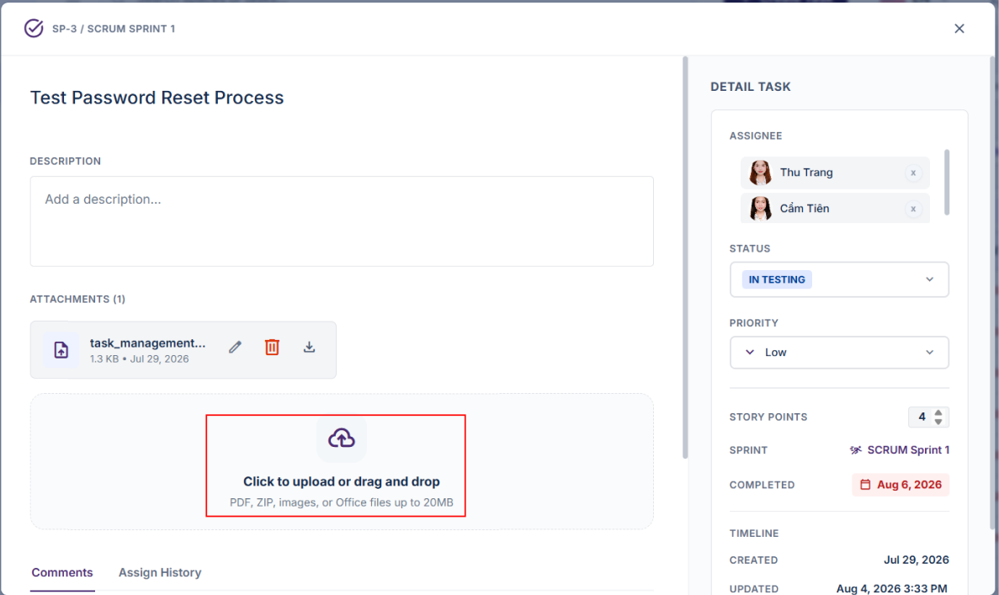 SP-3 / SCRUM SPRINT 1
Test Password Reset Process
DESCRIPTION
Add a description...
ATTACHMENTS (1)
task_management...
1.3 KB • Jul 29, 2026
Click to upload or drag and drop
PDF, ZIP, images, or Office files up to 20MB
Comments
Assign History
DETAIL TASK
ASSIGNEE
Thu Trang
x
Cẩm Tiên
x
STATUS
IN TESTING
PRIORITY
Low
STORY POINTS
4
SPRINT
SCRUM Sprint 1
COMPLETED
Aug 6, 2026
TIMELINE
CREATED
Jul 29, 2026
UPDATED
Aug 4, 2026 3:33 PM